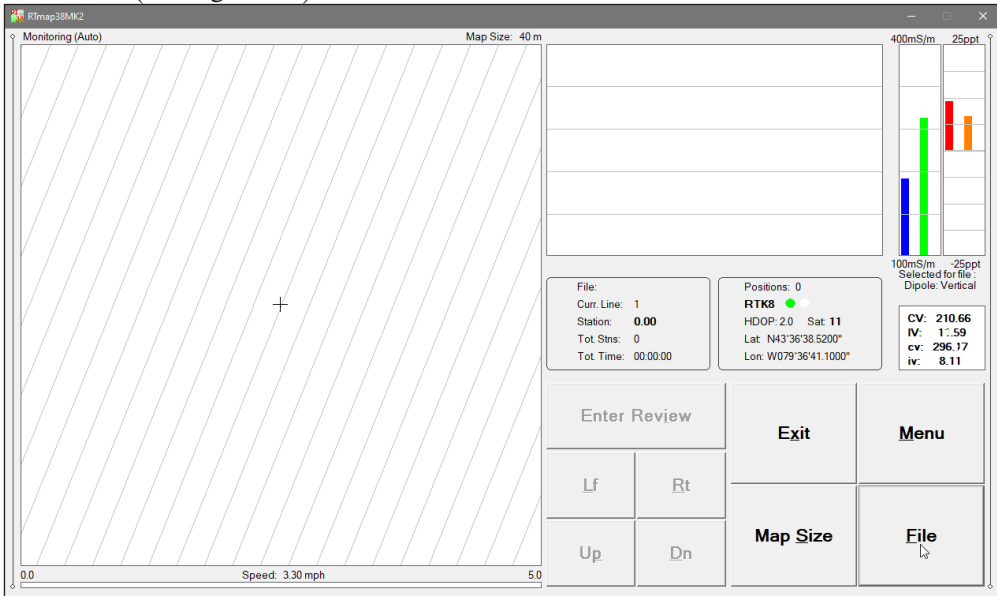 RTmap38MK2
Monitoring (Auto) Map Size: 40 m
400mS/m 25ppt
100mS/m -25ppt
Selected for file :
Dipole: Vertical
File:
Curr. Line: 1
Station: 0.00
Tot. Stns: 0
Tot. Time: 00:00:00
Positions: 0
RTK8
HDOP: 2.0 Sat: 11
Lat: N43°36'38.5200"
Lon: W079°36'41.1000"
CV: 210.66
IV:
cv: 296.17
iv: 8.11
Enter Review
Exit
Menu
Lf
Rt
Up
Dn
Map Size
File
0.0 Speed: 3.30 mph 5.0